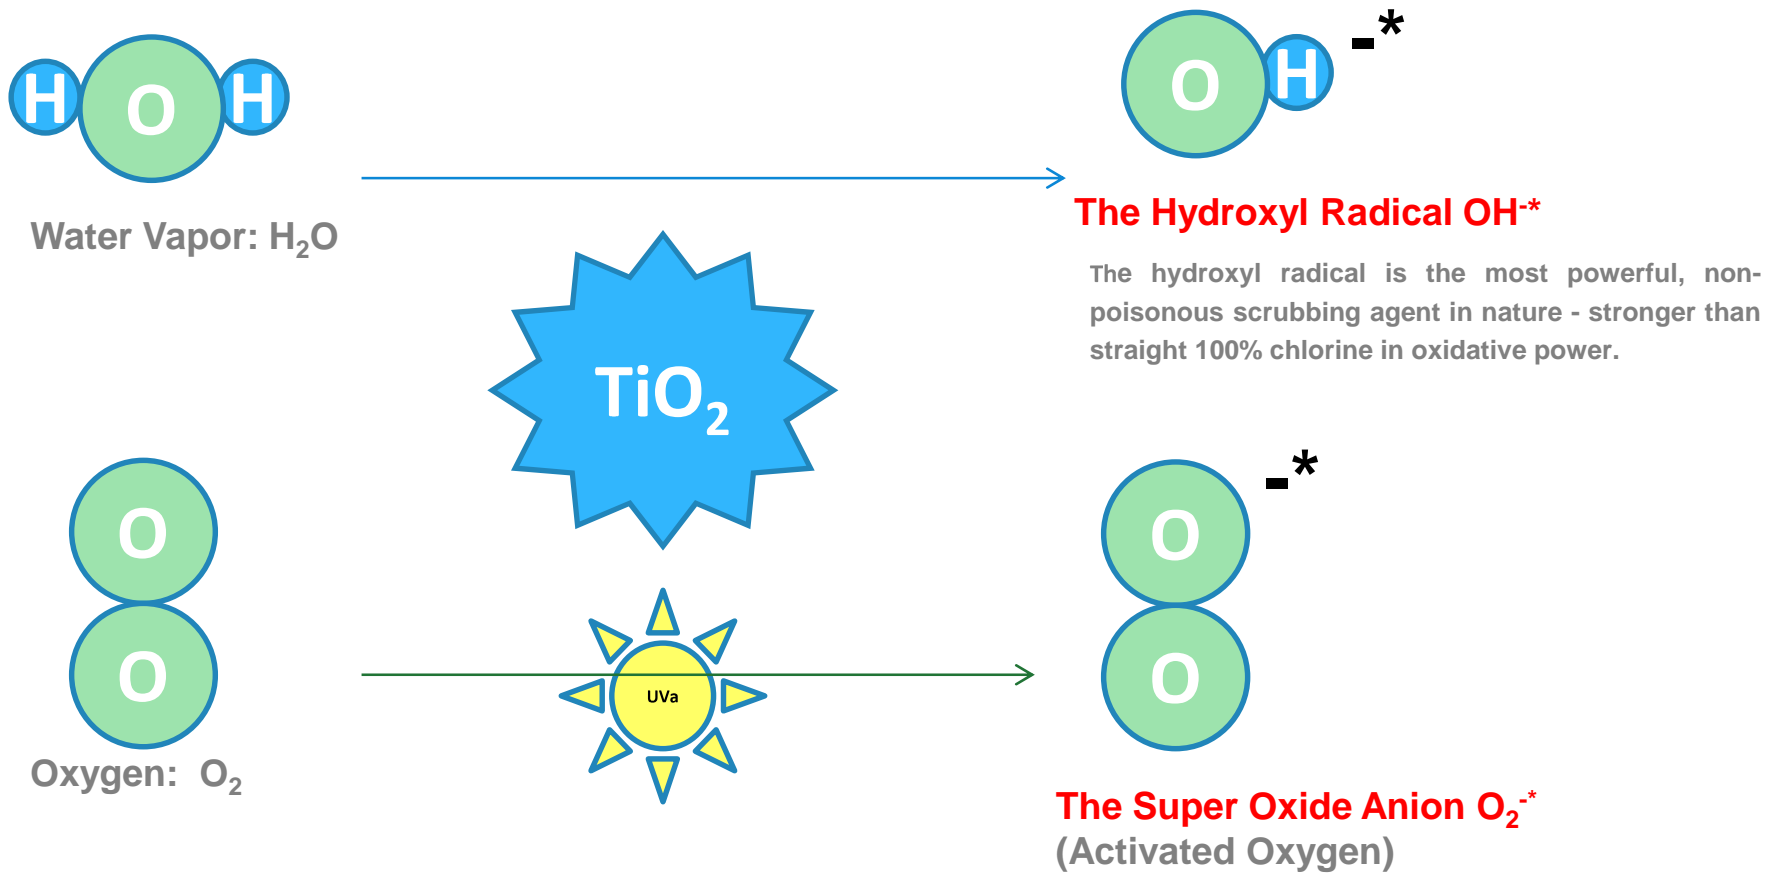 H O H
Water Vapor: H₂O
O H -*
The Hydroxyl Radical OH⁻*
The hydroxyl radical is the most powerful, non-
poisonous scrubbing agent in nature - stronger than
straight 100% chlorine in oxidative power.
TiO₂
O
O
Oxygen: O₂
UVa
-*
O
O
The Super Oxide Anion O₂⁻*
(Activated Oxygen)